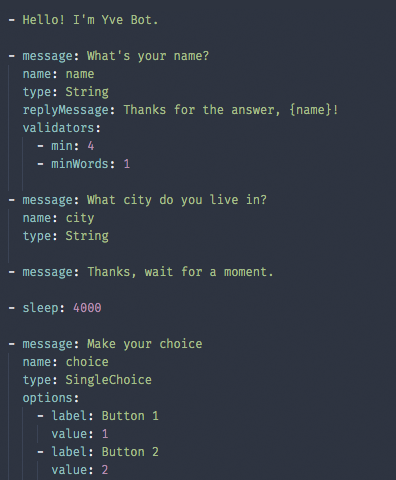 - Hello! I'm Yve Bot.

- message: What's your name?
  name: name
  type: String
  replyMessage: Thanks for the answer, {name}!
  validators:
    - min: 4
    - minWords: 1

- message: What city do you live in?
  name: city
  type: String

- message: Thanks, wait for a moment.

- sleep: 4000

- message: Make your choice
  name: choice
  type: SingleChoice
  options:
    - label: Button 1
      value: 1
    - label: Button 2
      value: 2